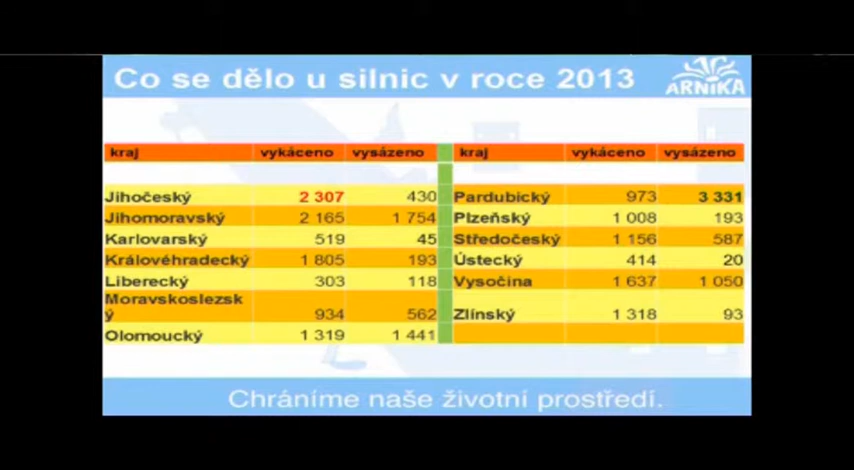 Co se dělo u silnic v roce 2013
ARNIKA
kraj vykáceno vysázeno kraj vykáceno vysázeno
Jihočeský 2 307 430 Pardubický 973 3 331
Jihomoravský 2 165 1 754 Plzeňský 1 008 193
Karlovarský 519 45 Středočeský 1 156 587
Královéhradecký 1 805 193 Ústecký 414 20
Liberecký 303 118 Vysočina 1 637 1 050
Moravskoslezsk
ý 934 562 Zlínský 1 318 93
Olomoucký 1 319 1 441
Chráníme naše životní prostředí.